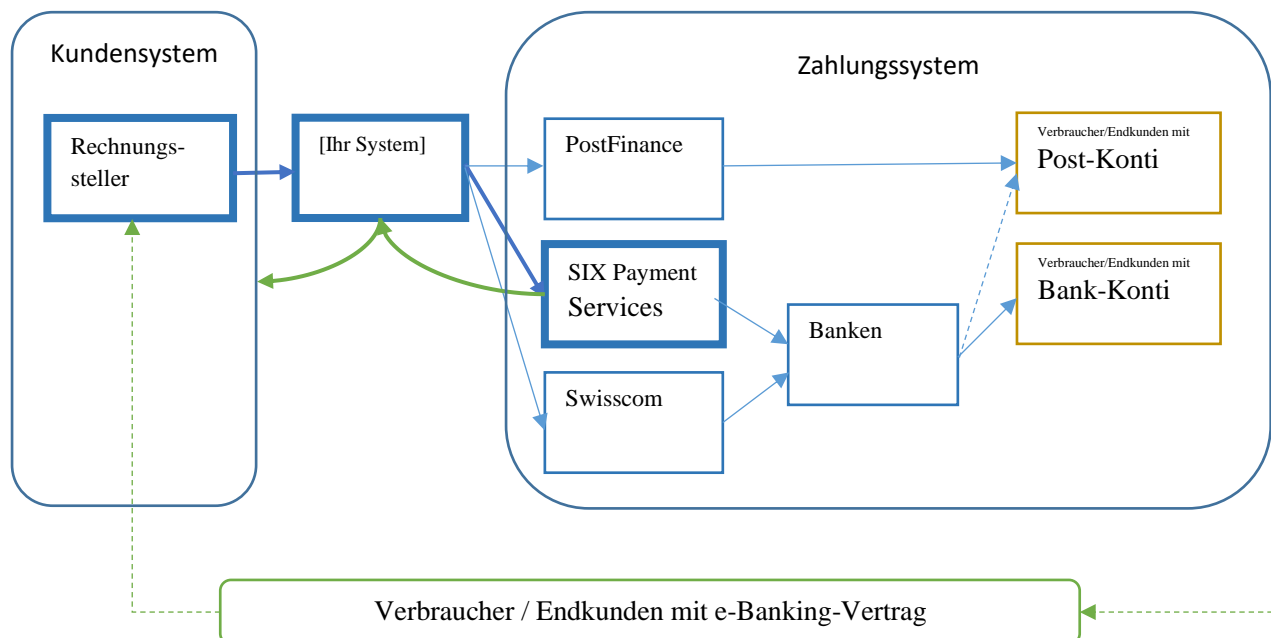 Kundensystem
Zahlungssystem
Rechnungs-
steller
[Ihr System]
PostFinance
Verbraucher/Endkunden mit
Post-Konti
SIX Payment
Services
Verbraucher/Endkunden mit
Bank-Konti
Banken
Swisscom
Verbraucher / Endkunden mit e-Banking-Vertrag